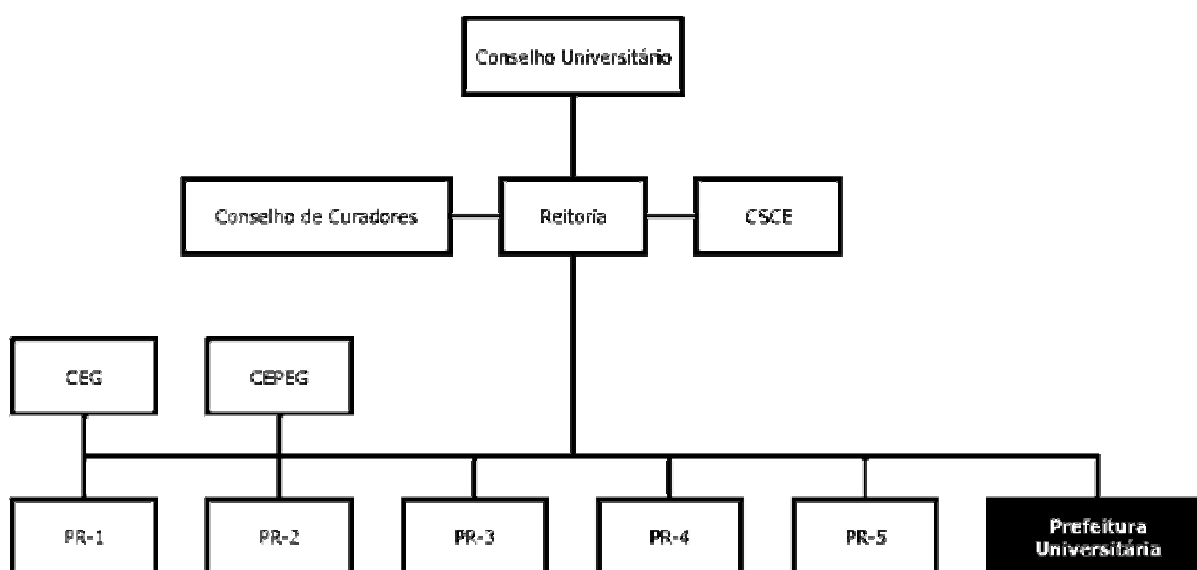 Conselho Universitário
Conselho de Curadores
Reitoria
CSCE
CEG
CEPEG
PR-1
PR-2
PR-3
PR-4
PR-5
Prefeitura
Universitária